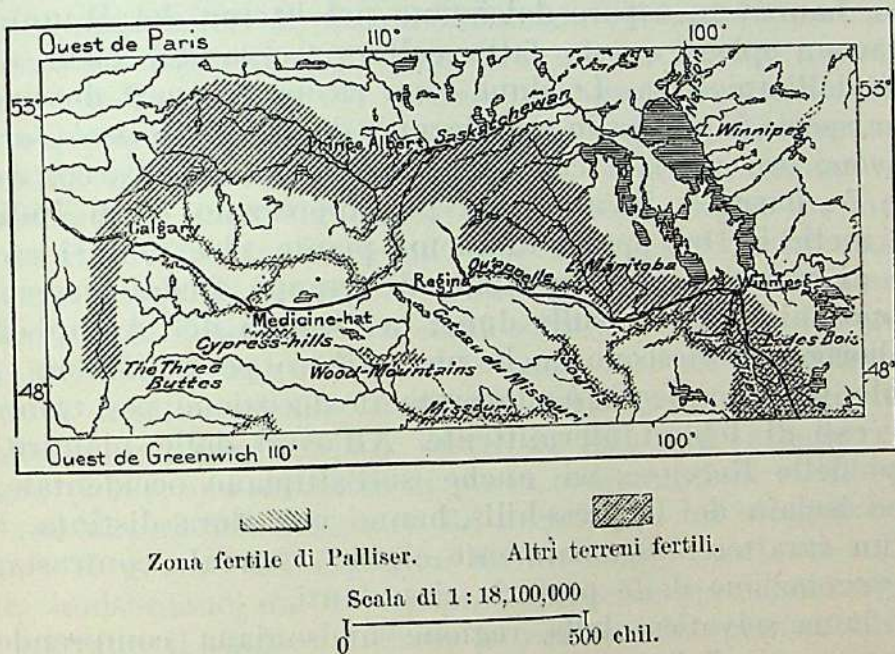 Ouest de Paris 110° 100°
53° 53°
Nelson
L. Winnipeg
Prince Albert Saskatchewan
Calgary
Regina Qu'appelle L. Manitoba Winnipeg
Medicine-hat
Cypress-hills
L. des Bois
The Three Buttes
Wood-Mountains
Coteau du Missouri
Souris
Missouri
48° 48°
Ouest de Greenwich 110° 100°
Zona fertile di Palliser. Altri terreni fertili.
Scala di 1 : 18,100,000
0 500 chil.